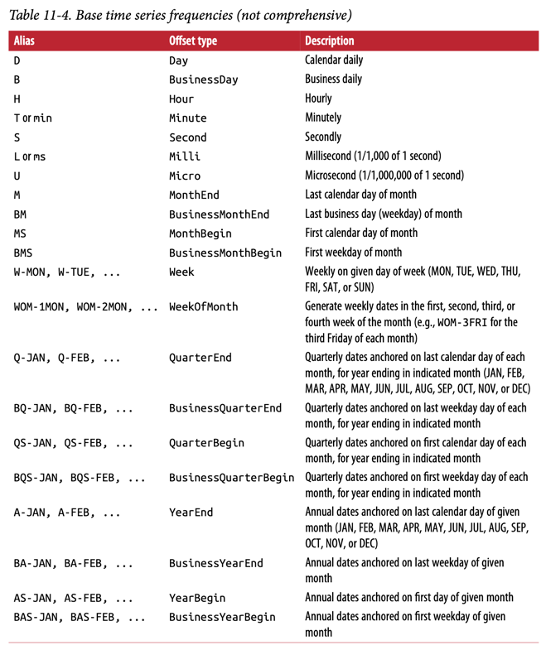 Table 11-4. Base time series frequencies (not comprehensive)
Alias Offset type Description
D Day Calendar daily
B BusinessDay Business daily
H Hour Hourly
T or min Minute Minutely
S Second Secondly
L or ms Milli Millisecond (1/1,000 of 1 second)
U Micro Microsecond (1/1,000,000 of 1 second)
M MonthEnd Last calendar day of month
BM BusinessMonthEnd Last business day (weekday) of month
MS MonthBegin First calendar day of month
BMS BusinessMonthBegin First weekday of month
W-MON, W-TUE, ... Week Weekly on given day of week (MON, TUE, WED, THU,
FRI, SAT, or SUN)
WOM-1MON, WOM-2MON, ... WeekOfMonth Generate weekly dates in the first, second, third, or
fourth week of the month (e.g., WOM-3FRI for the
third Friday of each month)
Q-JAN, Q-FEB, ... QuarterEnd Quarterly dates anchored on last calendar day of each
month, for year ending in indicated month (JAN, FEB,
MAR, APR, MAY, JUN, JUL, AUG, SEP, OCT, NOV, or DEC)
BQ-JAN, BQ-FEB, ... BusinessQuarterEnd Quarterly dates anchored on last weekday day of each
month, for year ending in indicated month
QS-JAN, QS-FEB, ... QuarterBegin Quarterly dates anchored on first calendar day of each
month, for year ending in indicated month
BQS-JAN, BQS-FEB, ... BusinessQuarterBegin Quarterly dates anchored on first weekday day of each
month, for year ending in indicated month
A-JAN, A-FEB, ... YearEnd Annual dates anchored on last calendar day of given
month (JAN, FEB, MAR, APR, MAY, JUN, JUL, AUG, SEP,
OCT, NOV, or DEC)
BA-JAN, BA-FEB, ... BusinessYearEnd Annual dates anchored on last weekday of given
month
AS-JAN, AS-FEB, ... YearBegin Annual dates anchored on first day of given month
BAS-JAN, BAS-FEB, ... BusinessYearBegin Annual dates anchored on first weekday of given
month